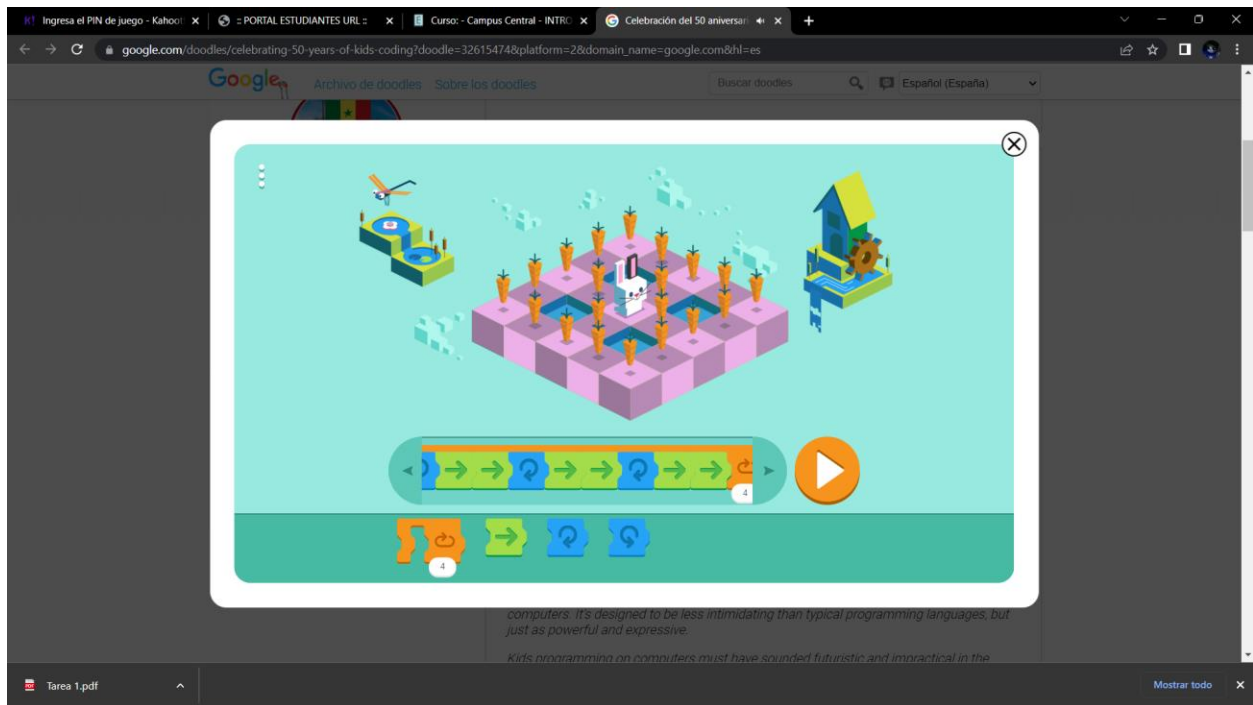 Ingresa el PIN de juego - Kahoot
:: PORTAL ESTUDIANTES URL ::
Curso: - Campus Central - INTRO
Celebración del 50 aniversari
google.com/doodles/celebrating-50-years-of-kids-coding?doodle=32615474&platform=2&domain_name=google.com&hl=es
Google
Archivo de doodles Sobre los doodles
Buscar doodles
Español (España)
4
4
computers. It's designed to be less intimidating than typical programming languages, but
just as powerful and expressive.
Kids programming on computers must have sounded futuristic and impractical in the
Tarea 1.pdf
Mostrar todo